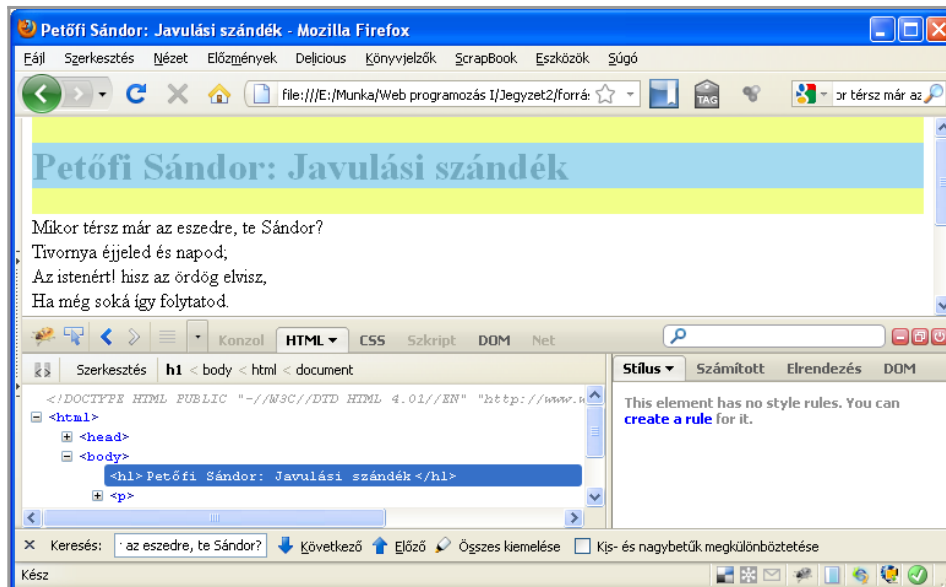 Petőfi Sándor: Javulási szándék - Mozilla Firefox
Fájl Szerkesztés Nézet Előzmények Delicious Könyvjelzők ScrapBook Eszközök Súgó
file:///E:/Munka/Web programozás I/Jegyzet2/forrá: TAG or térsz már az
Petőfi Sándor: Javulási szándék
Mikor térsz már az eszedre, te Sándor?
Tivornya éjjeled és napod;
Az istenért! hisz az ördög elvisz,
Ha még soká így folytatod.
Konzol HTML CSS Szkript DOM Net
Szerkesztés h1 < body < html < document
Stílus Számított Elrendezés DOM
<!DOCTYPE HTML PUBLIC "-//W3C//DTD HTML 4.01//EN" "http://www.w
<html>
<head>
<body>
<h1>Petőfi Sándor: Javulási szándék</h1>
<p>
This element has no style rules. You can
create a rule for it.
Keresés: az eszedre, te Sándor? Következő Előző Összes kiemelése Kis- és nagybetűk megkülönböztetése
Kész